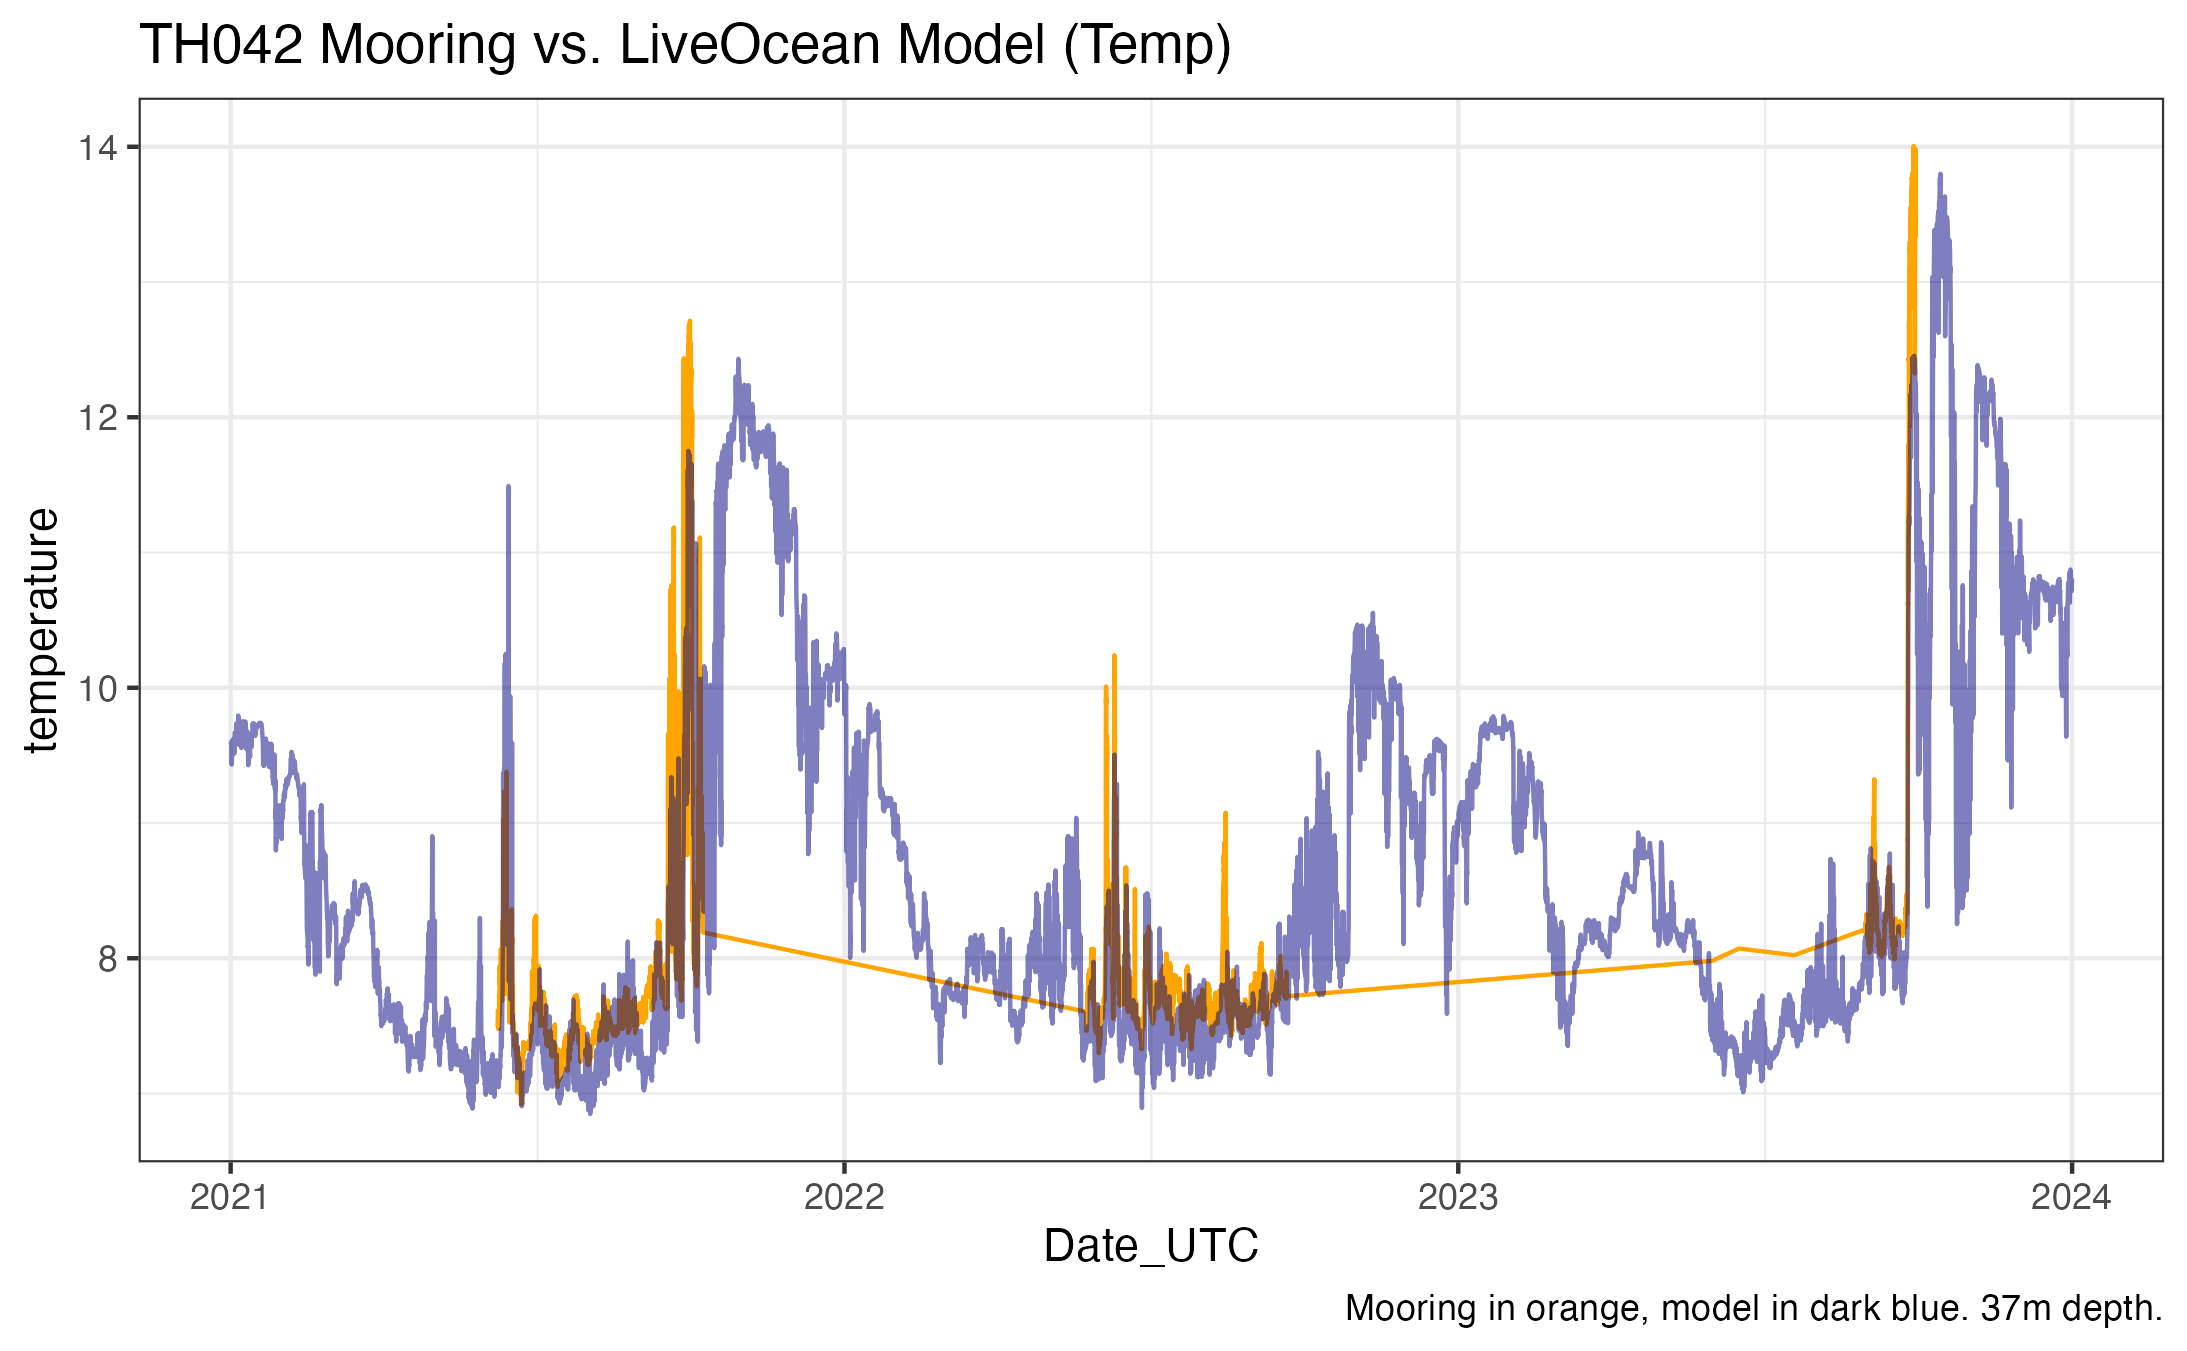 TH042 Mooring vs. LiveOcean Model (Temp)
14
12
10
8
temperature
2021
2022
2023
2024
Date_UTC
Mooring in orange, model in dark blue. 37m depth.